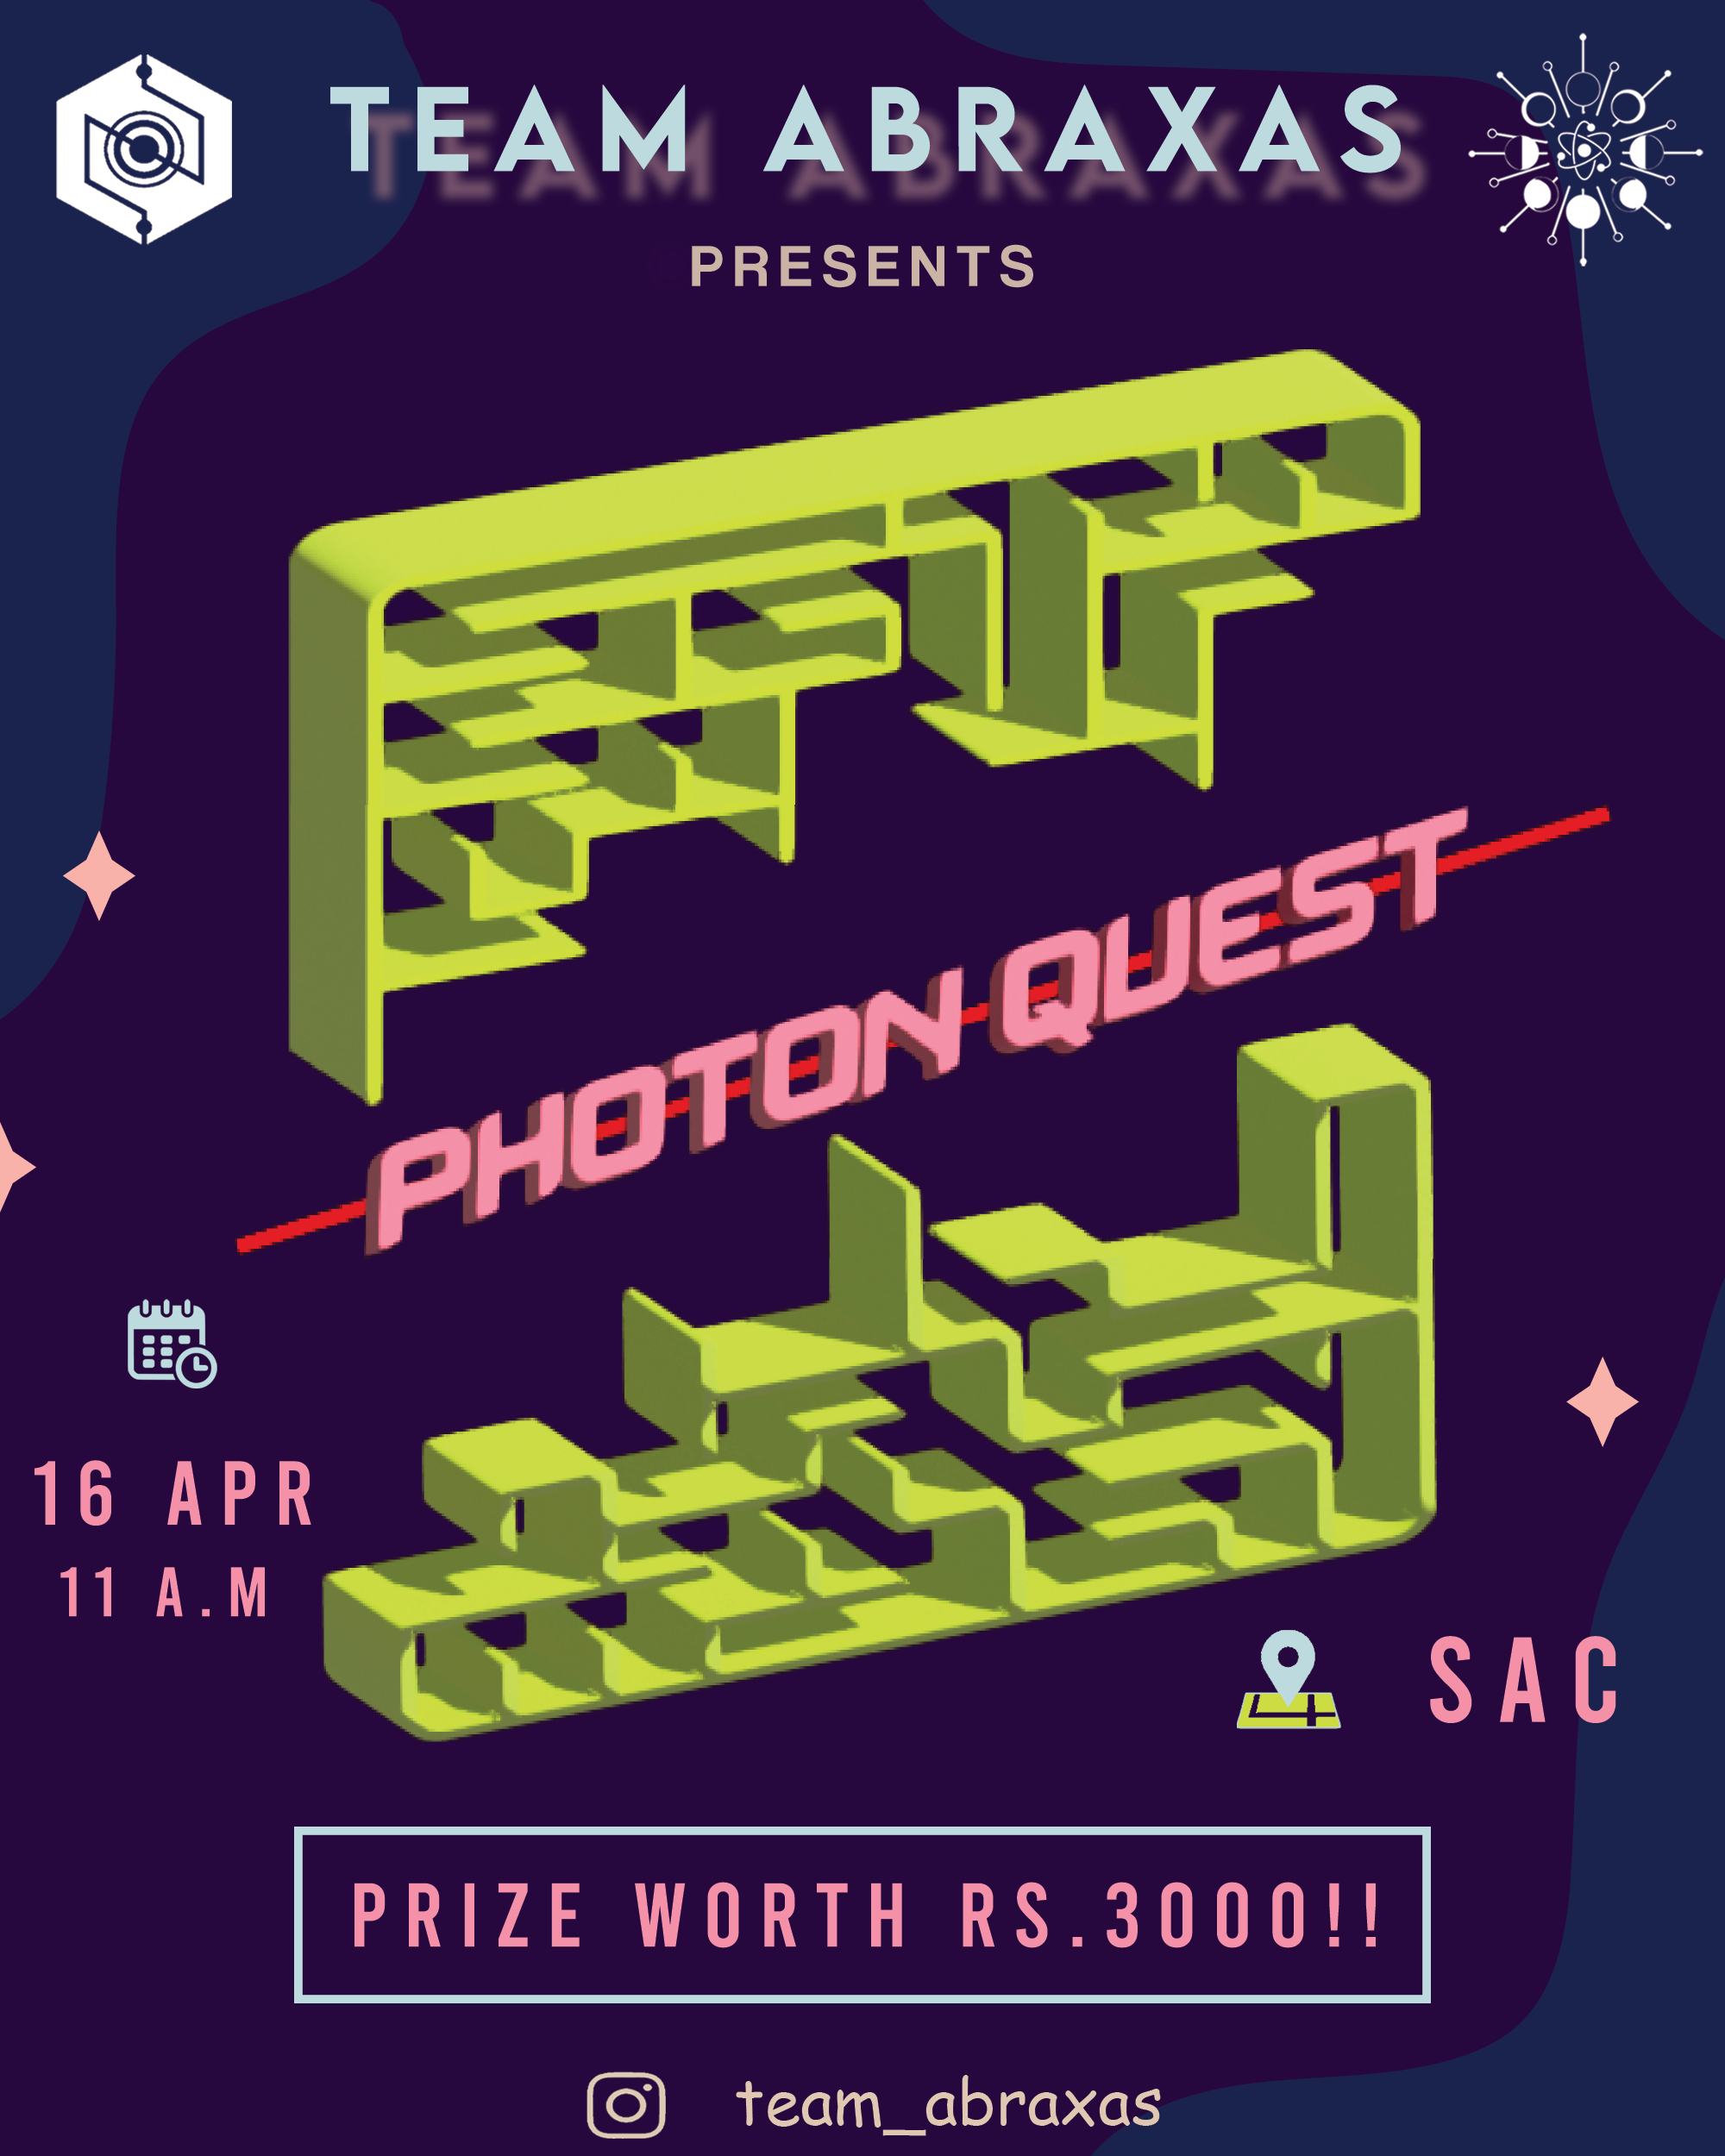 TEAM ABRAXAS
PRESENTS
PHOTON QUEST
16 APR
11 A.M
SAC
PRIZE WORTH RS.3000!!
team_abraxas